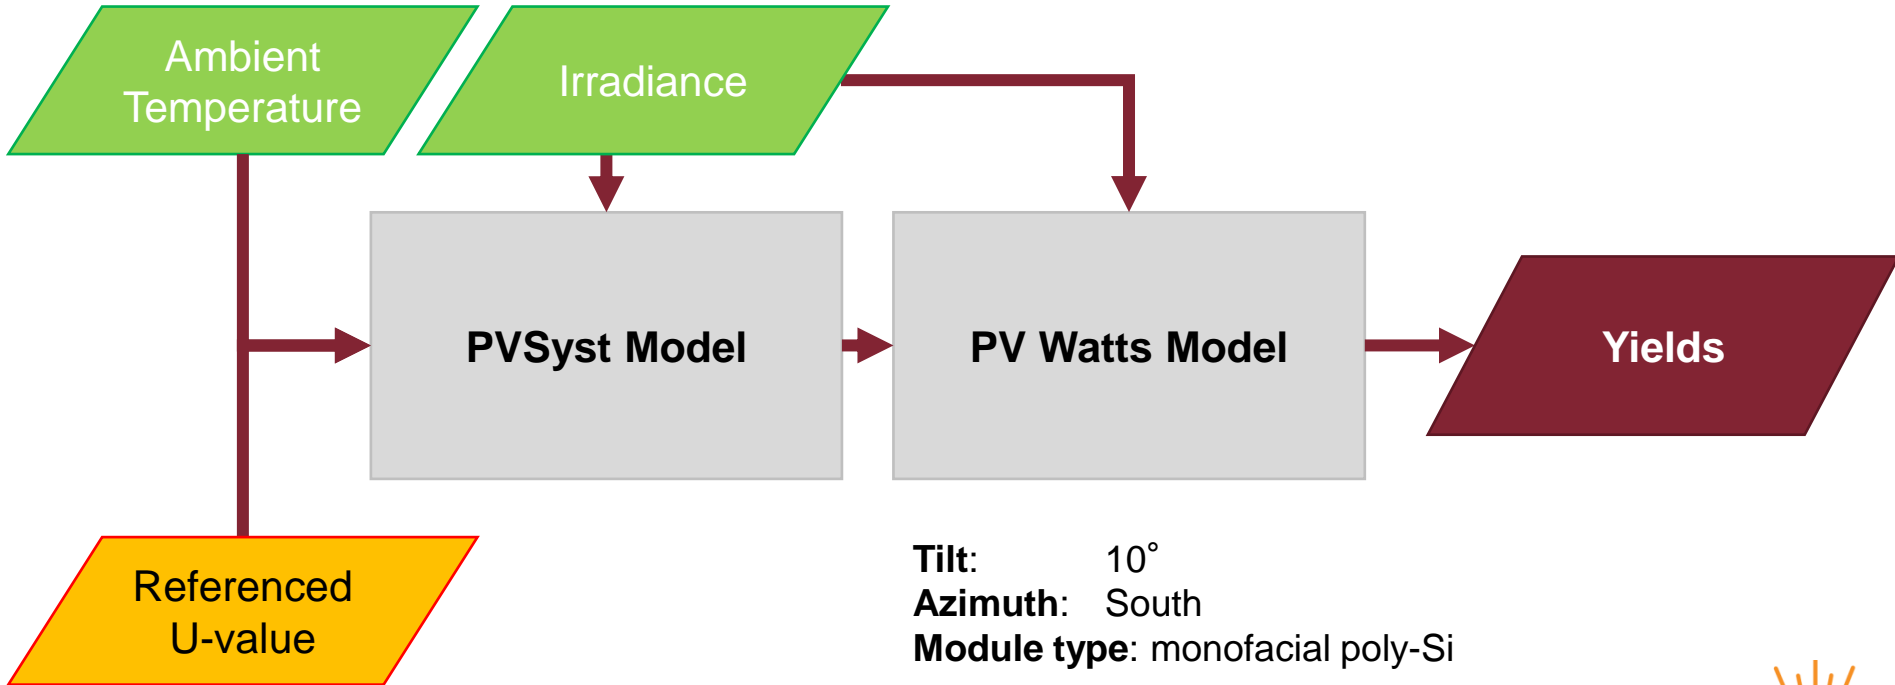 Ambient
Temperature
Irradiance
PVSyst Model
PV Watts Model
Yields
Referenced
U-value
Tilt: 10°
Azimuth: South
Module type: monofacial poly-Si